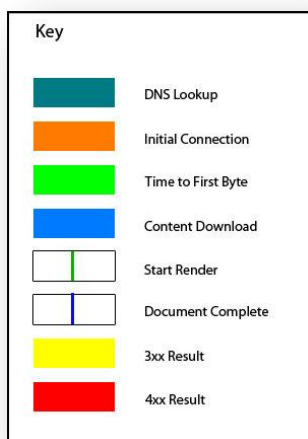 Key
DNS Lookup
Initial Connection
Time to First Byte
Content Download
Start Render
Document Complete
3xx Result
4xx Result